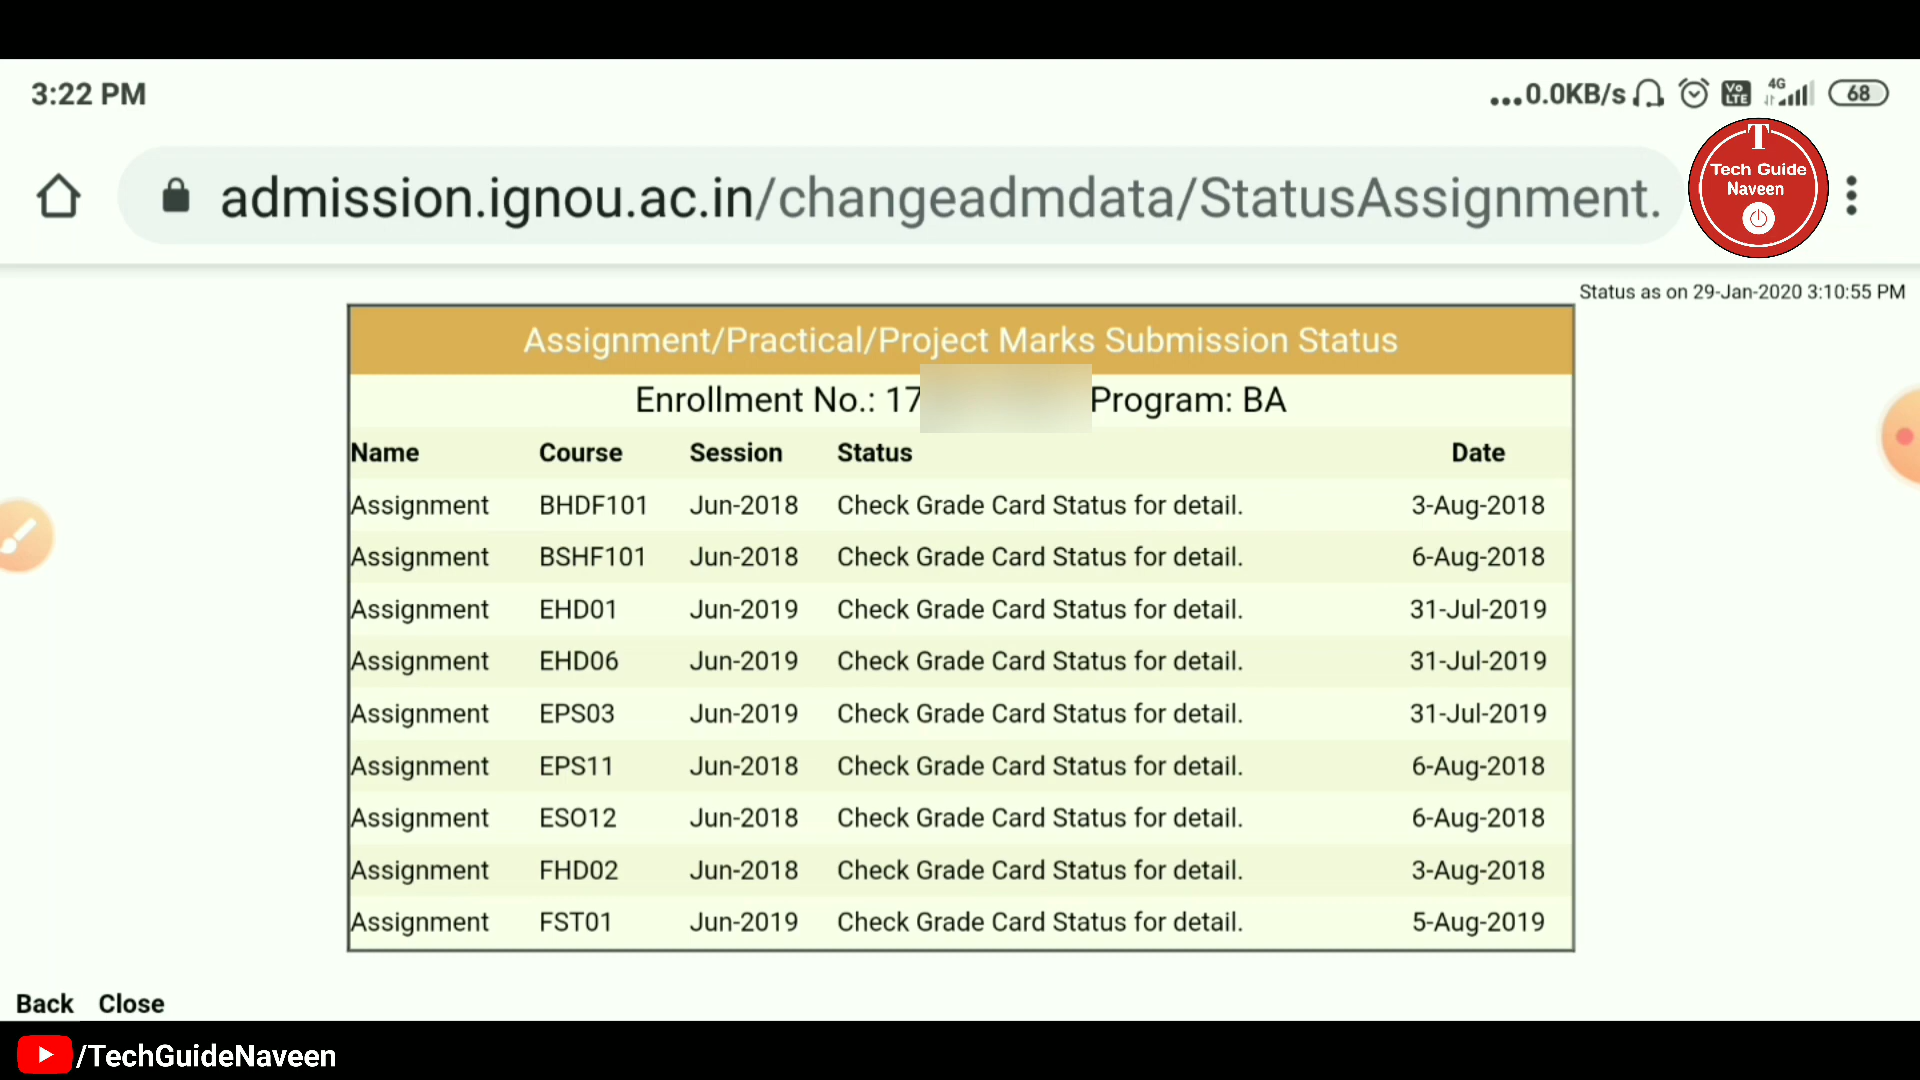 3:22 PM
...0.0KB/s Vo LTE 4G 68
admission.ignou.ac.in/changeadmdata/StatusAssignment.
T
Tech Guide
Naveen
Status as on 29-Jan-2020 3:10:55 PM
Assignment/Practical/Project Marks Submission Status
Enrollment No.: 17 Program: BA
Name Course Session Status Date
Assignment BHDF101 Jun-2018 Check Grade Card Status for detail. 3-Aug-2018
Assignment BSHF101 Jun-2018 Check Grade Card Status for detail. 6-Aug-2018
Assignment EHD01 Jun-2019 Check Grade Card Status for detail. 31-Jul-2019
Assignment EHD06 Jun-2019 Check Grade Card Status for detail. 31-Jul-2019
Assignment EPS03 Jun-2019 Check Grade Card Status for detail. 31-Jul-2019
Assignment EPS11 Jun-2018 Check Grade Card Status for detail. 6-Aug-2018
Assignment ESO12 Jun-2018 Check Grade Card Status for detail. 6-Aug-2018
Assignment FHD02 Jun-2018 Check Grade Card Status for detail. 3-Aug-2018
Assignment FST01 Jun-2019 Check Grade Card Status for detail. 5-Aug-2019
Back Close
/TechGuideNaveen